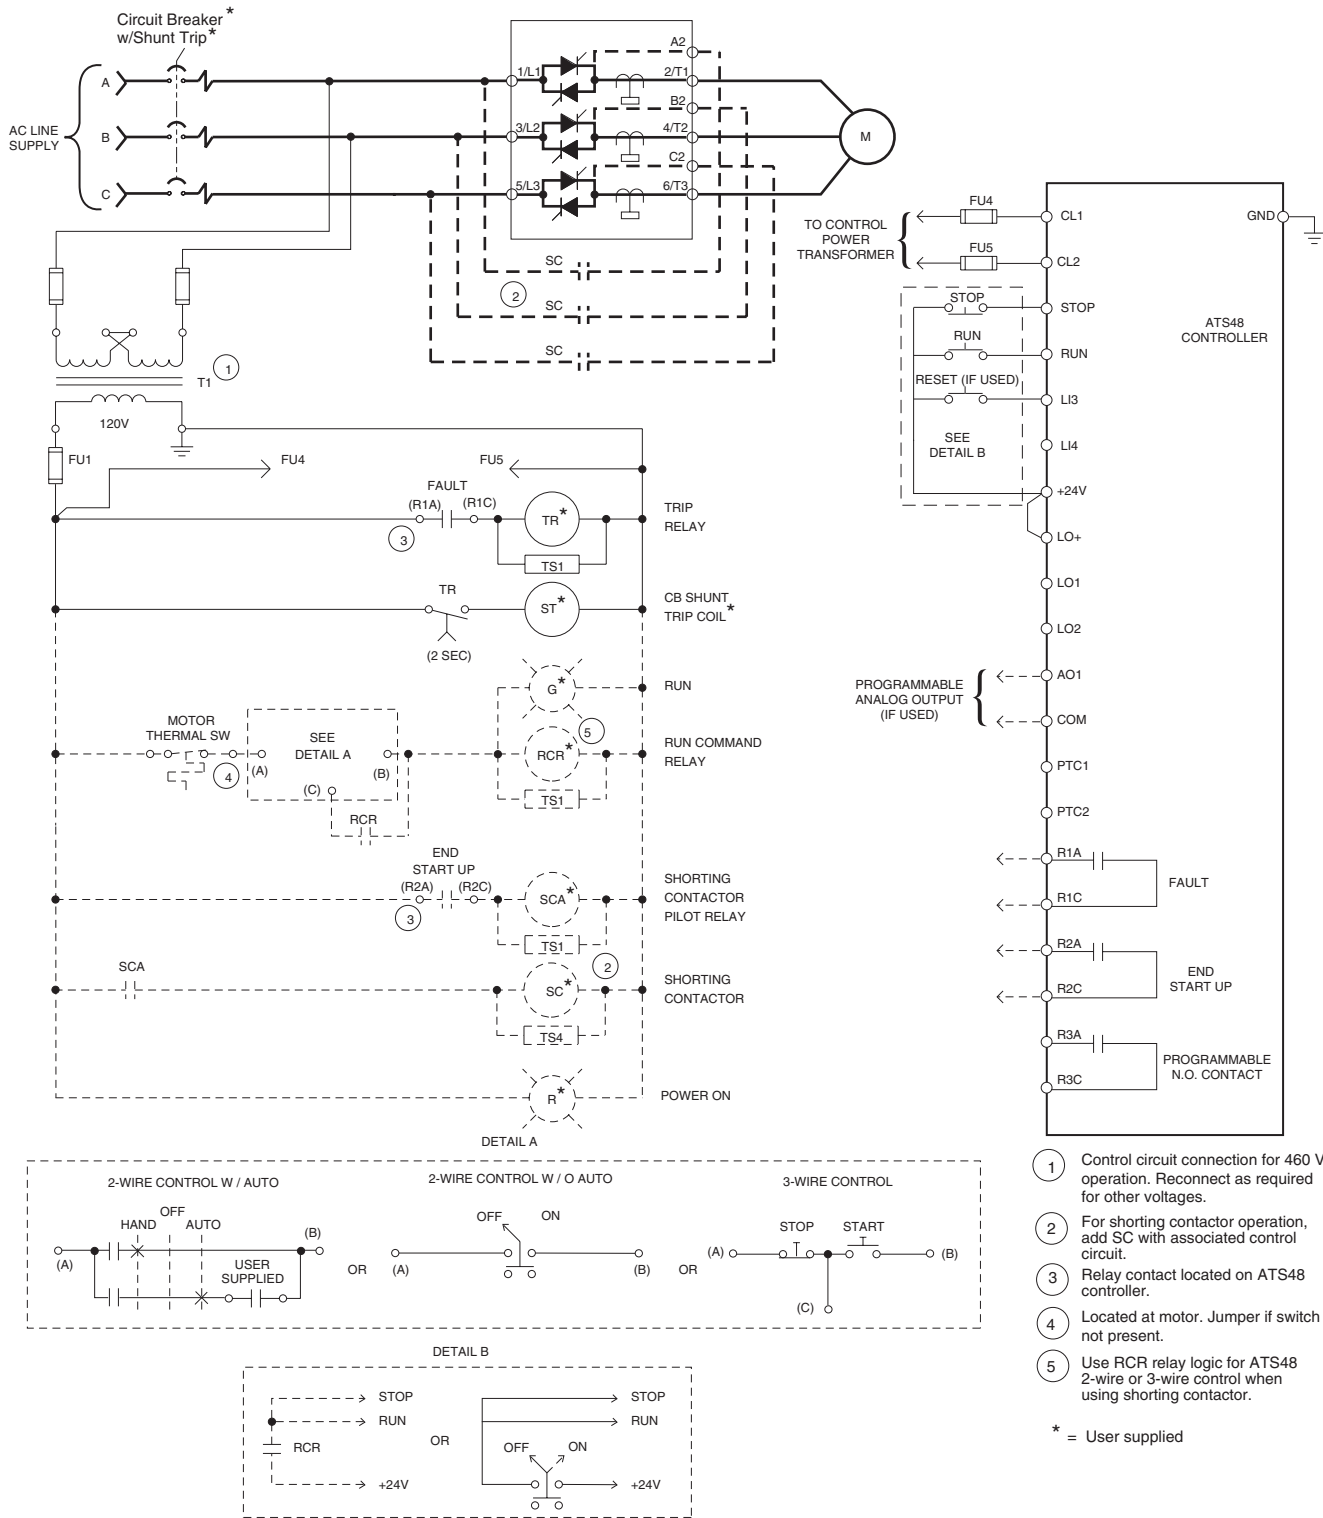 Circuit Breaker *
w/Shunt Trip*
A2
A
1/L1
2/T1
B2
AC LINE
SUPPLY
B
3/L2
4/T2
M
C2
C
5/L3
6/T3
SC
2
SC
SC
1
T1
120V
FU1
FU4
FU5
FAULT
(R1A)
(R1C)
3
TR*
TS1
TRIP
RELAY
TR
(2 SEC)
ST*
CB SHUNT
TRIP COIL*
G*
RUN
5
MOTOR
THERMAL SW
4
(A)
SEE
DETAIL A
(B)
(C)
RCR
RCR*
TS1
RUN COMMAND
RELAY
END
START UP
(R2A)
(R2C)
3
SCA*
TS1
SHORTING
CONTACTOR
PILOT RELAY
2
SCA
SC*
TS4
SHORTING
CONTACTOR
R*
POWER ON
TO CONTROL
POWER
TRANSFORMER
FU4
CL1
GND
FU5
CL2
STOP
STOP
ATS48
CONTROLLER
RUN
RUN
RESET (IF USED)
LI3
SEE
DETAIL B
LI4
+24V
LO+
LO1
LO2
PROGRAMMABLE
ANALOG OUTPUT
(IF USED)
AO1
COM
PTC1
PTC2
R1A
FAULT
R1C
R2A
END
START UP
R2C
R3A
PROGRAMMABLE
N.O. CONTACT
R3C
DETAIL A
2-WIRE CONTROL W / AUTO
OFF
HAND
AUTO
(A)
(B)
USER
SUPPLIED
OR
2-WIRE CONTROL W / O AUTO
OFF
ON
(A)
(B)
OR
3-WIRE CONTROL
STOP
START
(A)
(B)
(C)
DETAIL B
STOP
RUN
RCR
+24V
OR
STOP
RUN
OFF
ON
+24V
1 Control circuit connection for 460 V
operation. Reconnect as required
for other voltages.
2 For shorting contactor operation,
add SC with associated control
circuit.
3 Relay contact located on ATS48
controller.
4 Located at motor. Jumper if switch
not present.
5 Use RCR relay logic for ATS48
2-wire or 3-wire control when
using shorting contactor.
* = User supplied